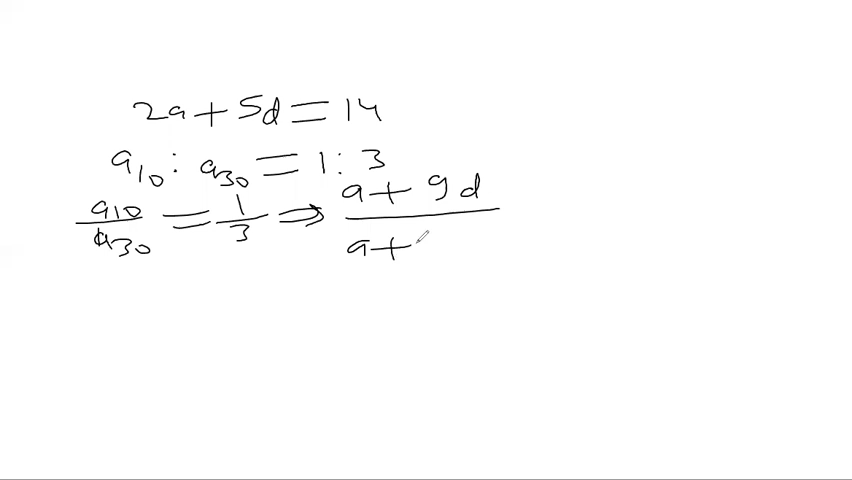 2a + 5d = 14
a10 : a30 = 1 : 3
a10/a30 = 1/3 ⇒ a + 9d / a +